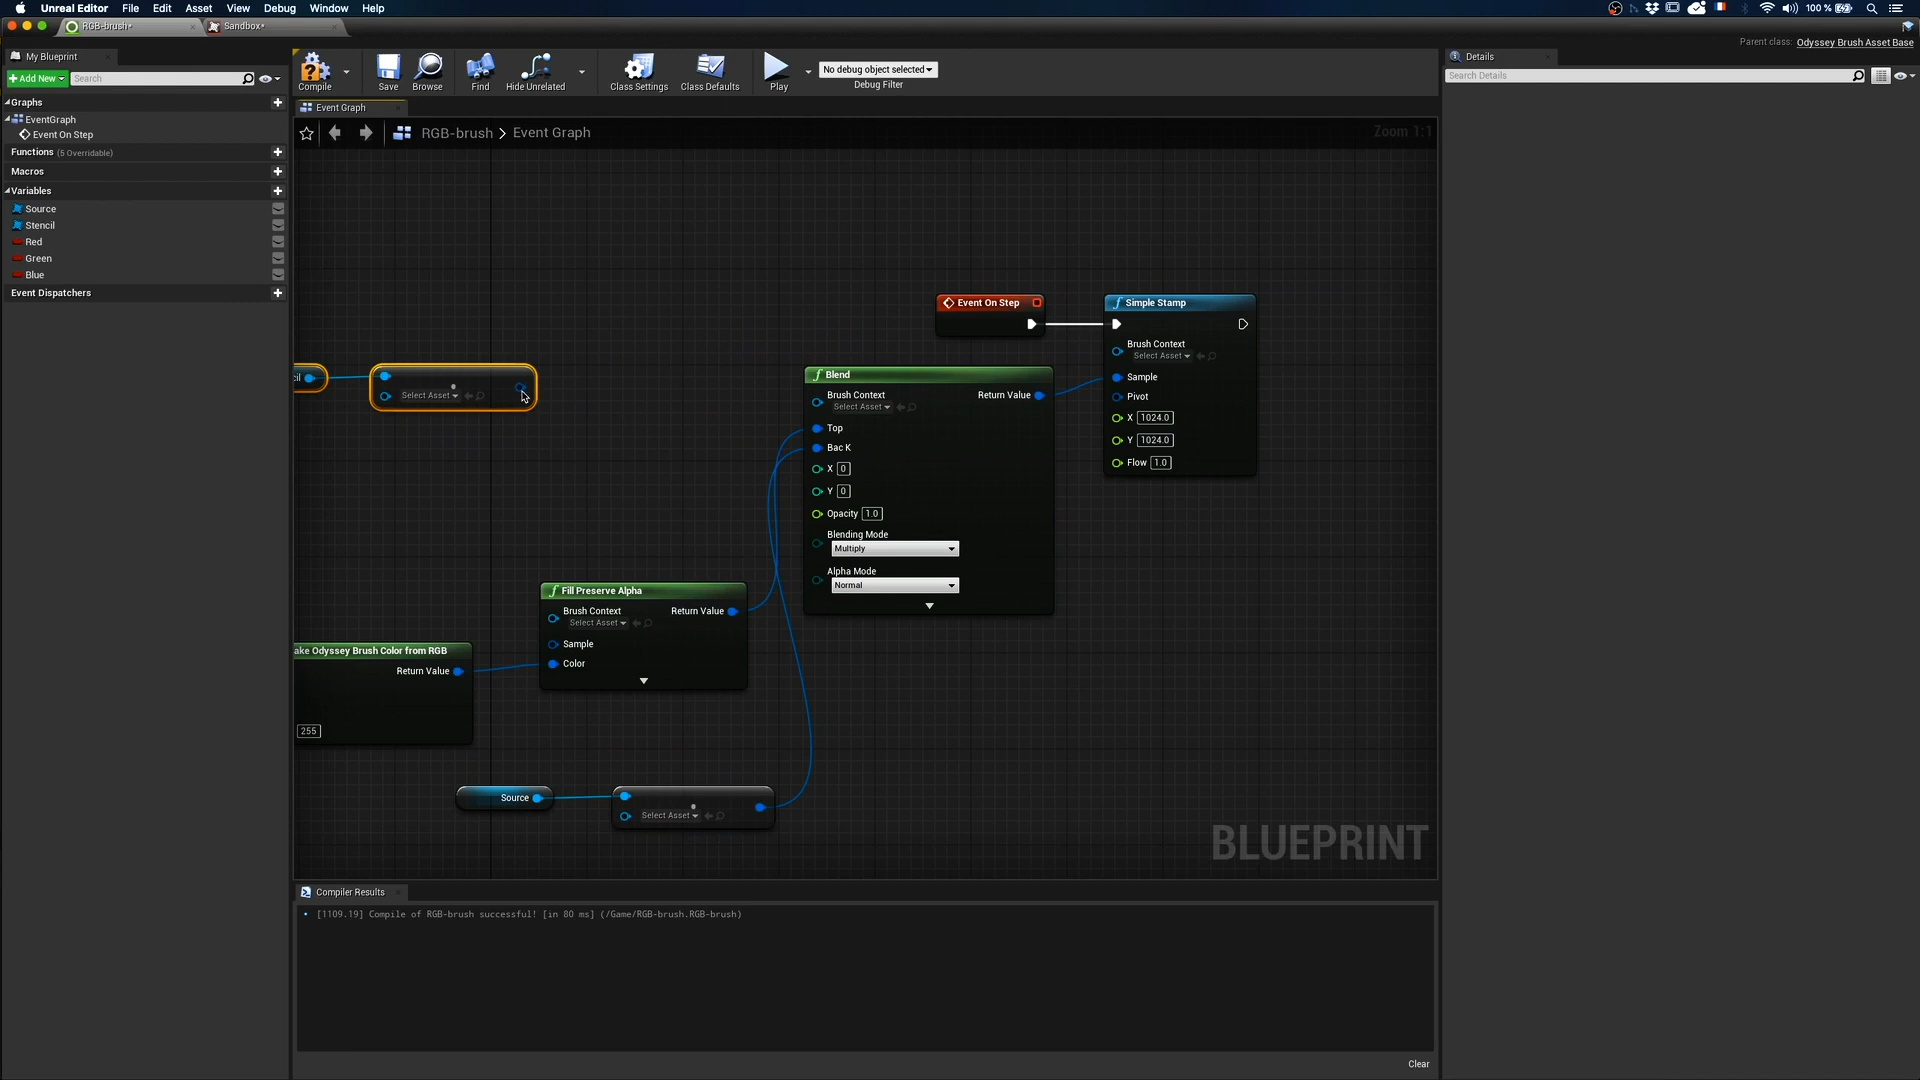 Unreal Editor File Edit Asset View Debug Window Help
100 %
RGB-brush•
Sandbox•
Parent class: Odyssey Brush Asset Base
My Blueprint
Add New
Search
Graphs
EventGraph
Event On Step
Functions (5 Overridable)
Macros
Variables
Source
Stencil
Red
Green
Blue
Event Dispatchers
Compile
Save
Browse
Find
Hide Unrelated
Class Settings
Class Defaults
Play
No debug object selected
Debug Filter
Event Graph
RGB-brush > Event Graph
Zoom 1:1
Details
Search Details
cil
Select Asset
Event On Step
Simple Stamp
Brush Context
Select Asset
Sample
Pivot
X 1024.0
Y 1024.0
Flow 1.0
Blend
Brush Context
Select Asset
Return Value
Top
Bac K
X 0
Y 0
Opacity 1.0
Blending Mode
Multiply
Alpha Mode
Normal
Fill Preserve Alpha
Brush Context
Select Asset
Return Value
Sample
Color
ake Odyssey Brush Color from RGB
Return Value
255
Source
Select Asset
BLUEPRINT
Compiler Results
[1109.19] Compile of RGB-brush successful! [in 80 ms] (/Game/RGB-brush.RGB-brush)
Clear